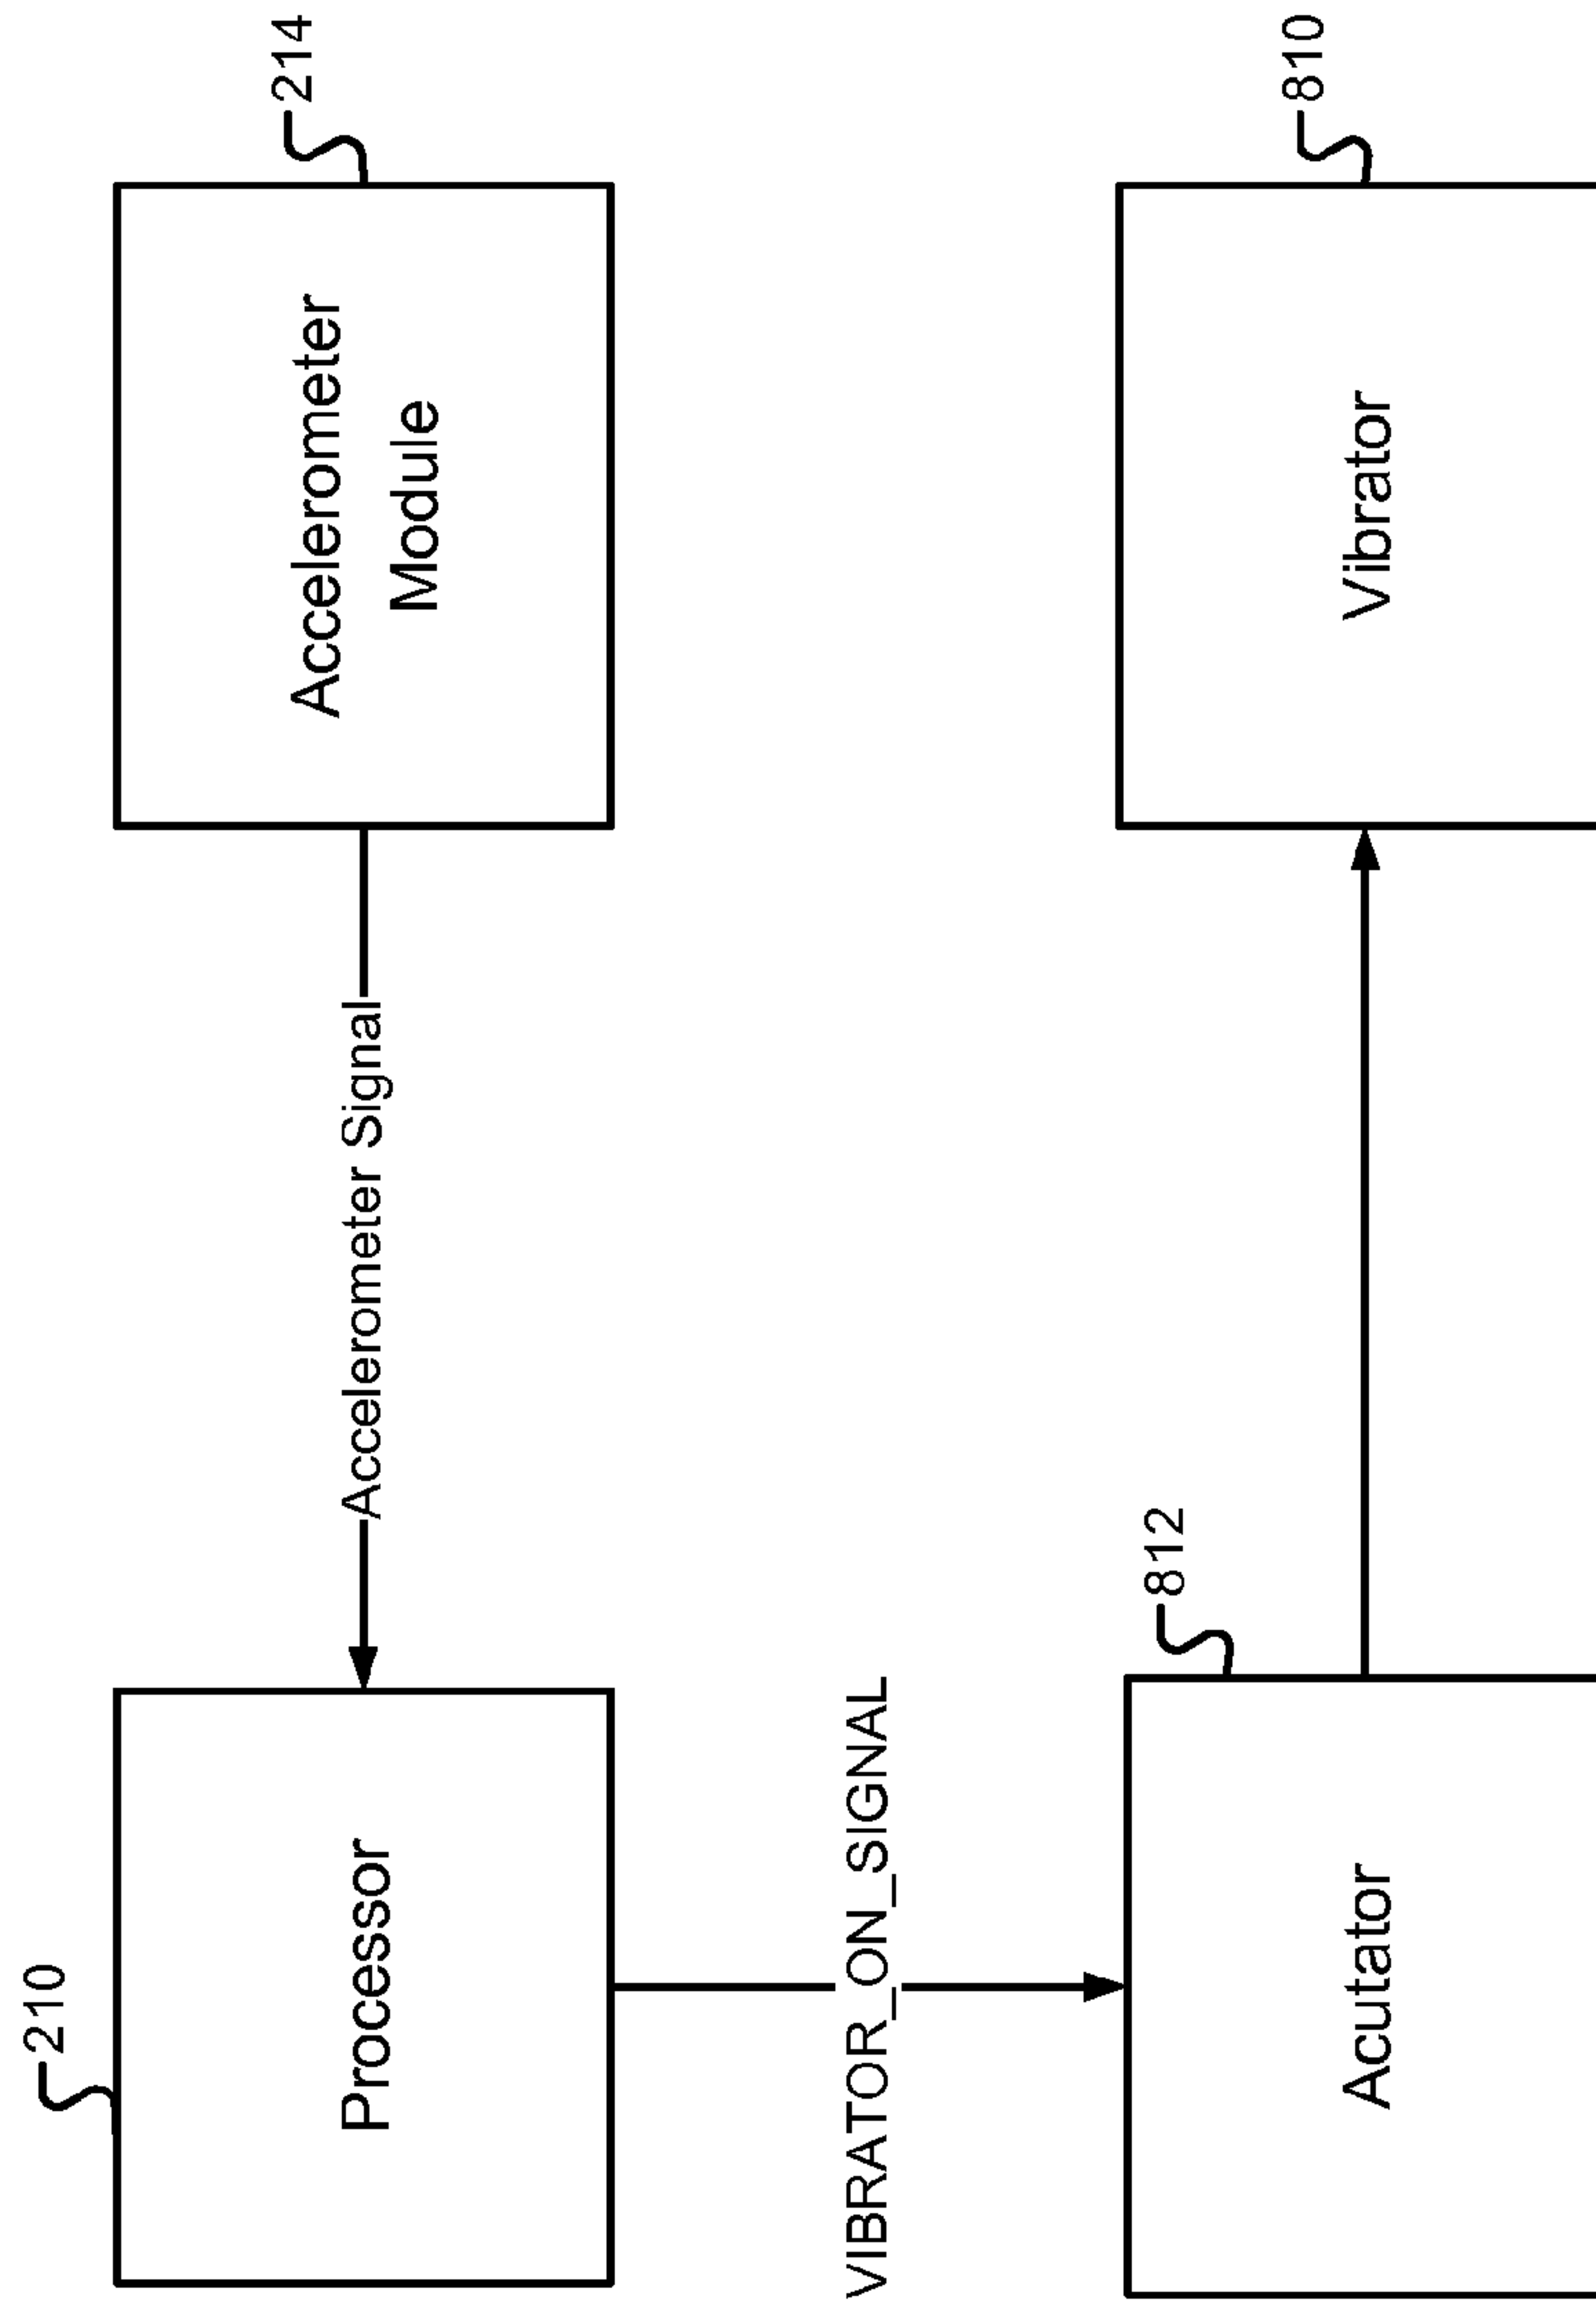 210
Processor
Accelerometer Signal
Accelerometer
Module
214
VIBRATOR_ON_SIGNAL
812
Acutator
Vibrator
810